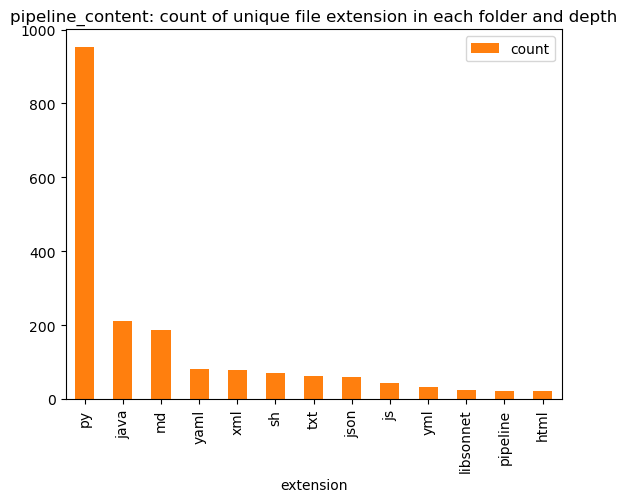 pipeline_content: count of unique file extension in each folder and depth
count
1000
800
600
400
200
0
py
java
md
yaml
xml
sh
txt
json
js
yml
libsonnet
pipeline
html
extension